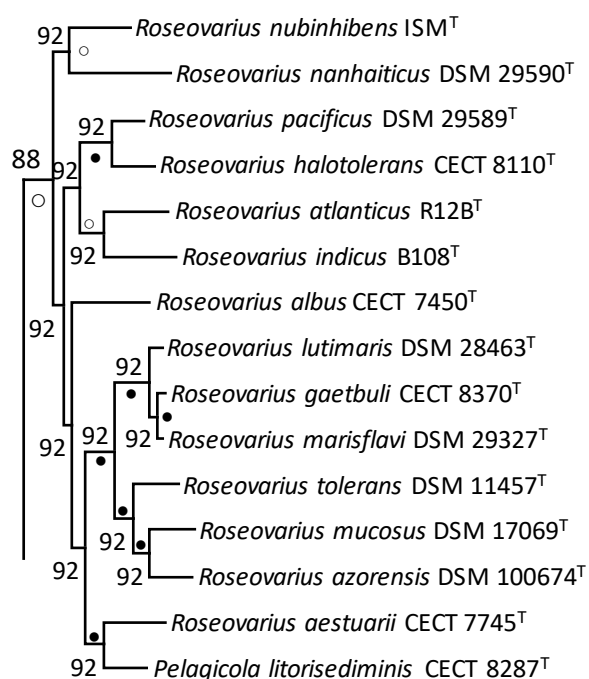 92
Roseovarius nubinhibens ISMᵀ
Roseovarius nanhaiticus DSM 29590ᵀ
92
Roseovarius pacificus DSM 29589ᵀ
88
92
Roseovarius halotolerans CECT 8110ᵀ
Roseovarius atlanticus R12Bᵀ
92
Roseovarius indicus B108ᵀ
Roseovarius albus CECT 7450ᵀ
92
Roseovarius lutimaris DSM 28463ᵀ
92
Roseovarius gaetbuli CECT 8370ᵀ
92
92
92
Roseovarius marisflavi DSM 29327ᵀ
Roseovarius tolerans DSM 11457ᵀ
Roseovarius mucosus DSM 17069ᵀ
92
92
92
Roseovarius azorensis DSM 100674ᵀ
Roseovarius aestuarii CECT 7745ᵀ
92
Pelagicola litorisediminis CECT 8287ᵀ